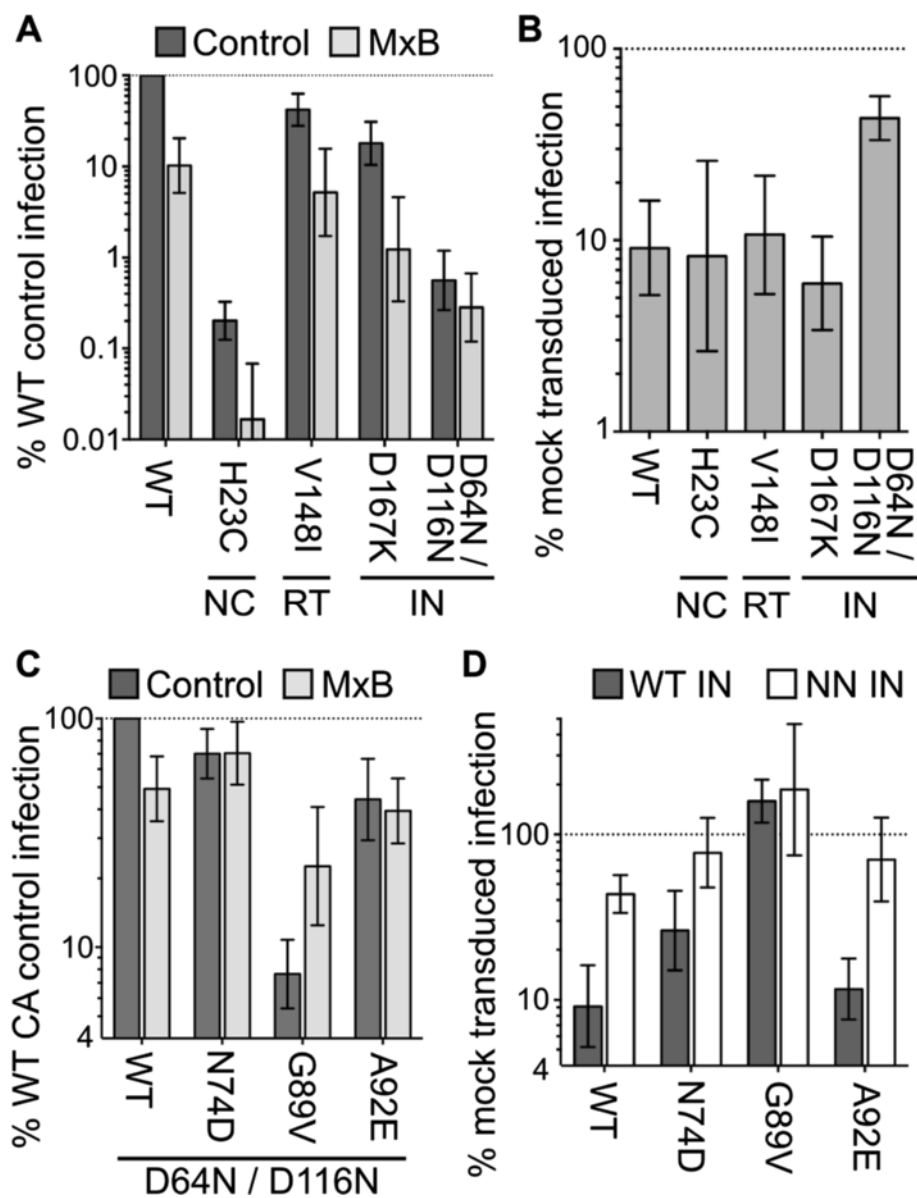 A
Control MxB
% WT control infection
100
10
1
0.1
0.01
WT
H23C
V148I
D167K
D64N /
D116N
NC RT IN
B
% mock transduced infection
100
10
1
WT
H23C
V148I
D167K
D64N /
D116N
NC RT IN
C
Control MxB
% WT CA control infection
100
10
4
WT
N74D
G89V
A92E
D64N / D116N
D
WT IN NN IN
% mock transduced infection
100
10
4
WT
N74D
G89V
A92E